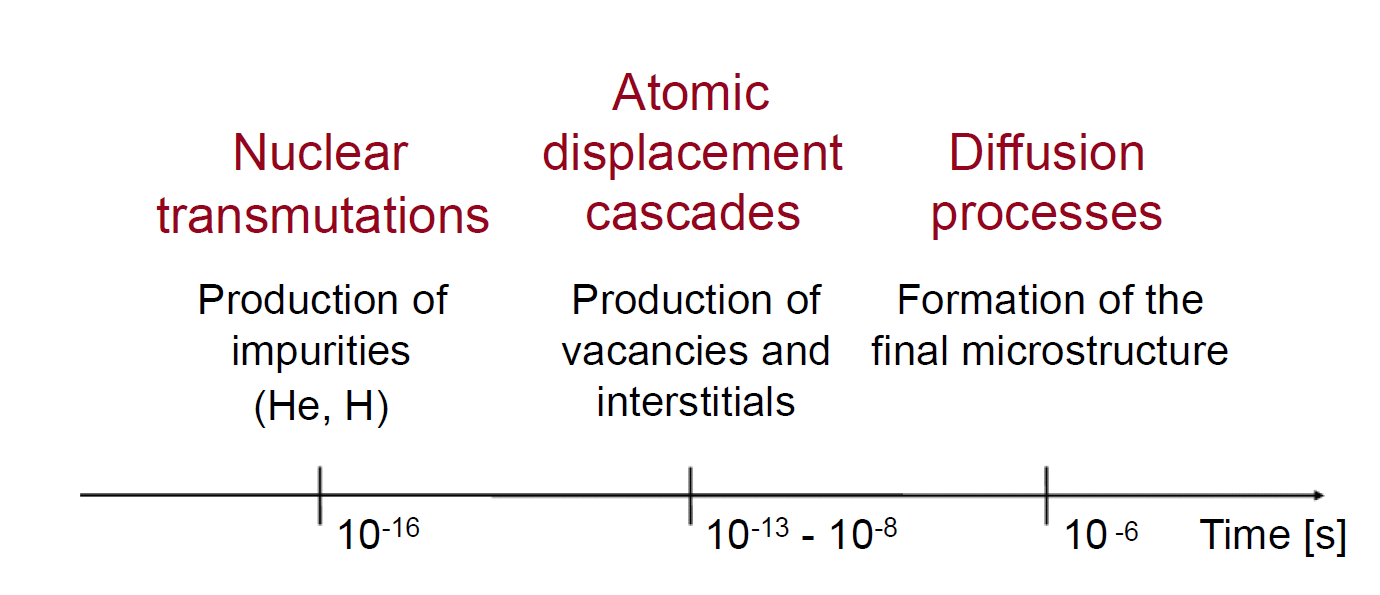 Nuclear
transmutations
Production of
impurities
(He, H)
Atomic
displacement
cascades
Production of
vacancies and
interstitials
Diffusion
processes
Formation of the
final microstructure
10⁻¹⁶
10⁻¹³ - 10⁻⁸
10⁻⁶
Time [s]